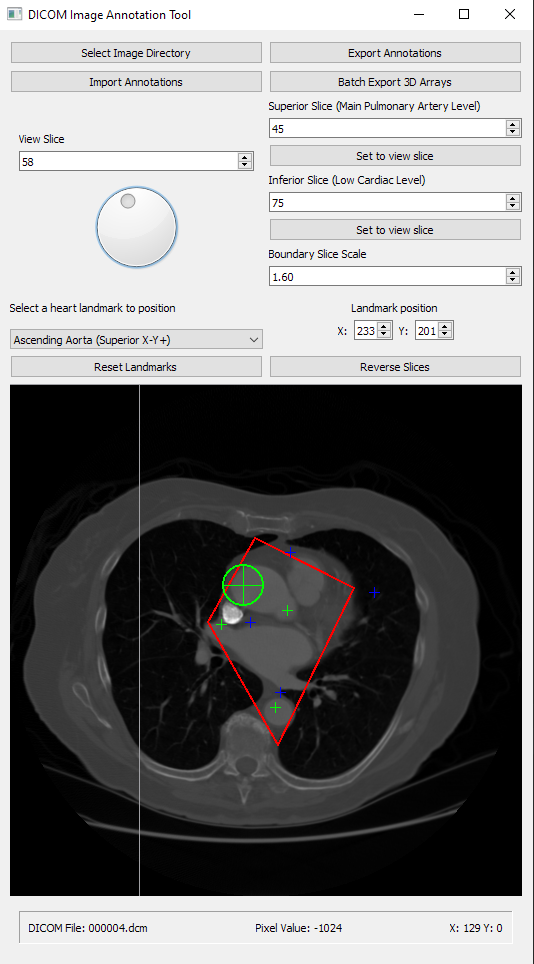 DICOM Image Annotation Tool
Select Image Directory
Export Annotations
Import Annotations
Batch Export 3D Arrays
Superior Slice (Main Pulmonary Artery Level)
45
View Slice
58
Set to view slice
Inferior Slice (Low Cardiac Level)
75
Set to view slice
Boundary Slice Scale
1.60
Select a heart landmark to position
Landmark position
X: 233 Y: 201
Ascending Aorta (Superior X-Y+)
Reset Landmarks
Reverse Slices
DICOM File: 000004.dcm
Pixel Value: -1024
X: 129 Y: 0